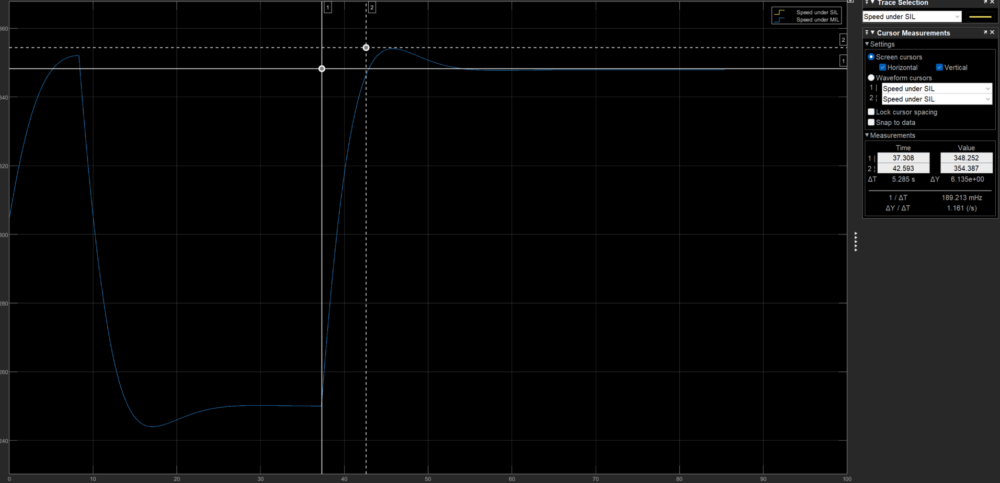 1
2
Speed under SIL
Speed under MIL
2
1
360
340
320
300
280
260
240
0 10 20 30 40 50 60 70 80 90 100
Trace Selection
Speed under SIL
Cursor Measurements
Settings
Screen cursors
Horizontal Vertical
Waveform cursors
1 | Speed under SIL
2 ¦ Speed under SIL
Lock cursor spacing
Snap to data
Measurements
Time Value
1 | 37.308 348.252
2 ¦ 42.593 354.387
ΔT 5.285 s ΔY 6.135e+00
1 / ΔT 189.213 mHz
ΔY / ΔT 1.161 (/s)